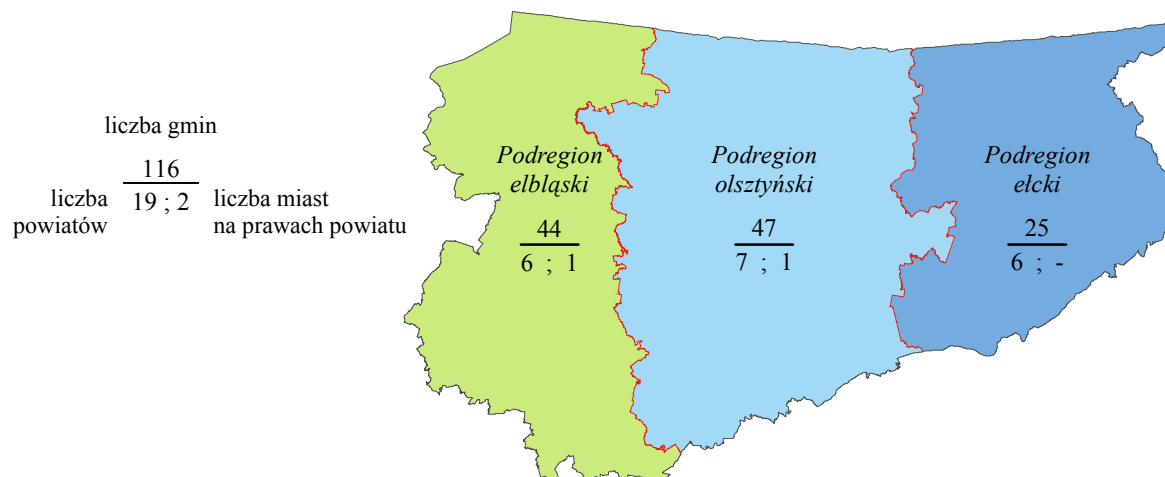 liczba gmin
116
19 ; 2
liczba
powiatów
liczba miast
na prawach powiatu
Podregion
elbląski
44
6 ; 1
Podregion
olsztyński
47
7 ; 1
Podregion
ełcki
25
6 ; -